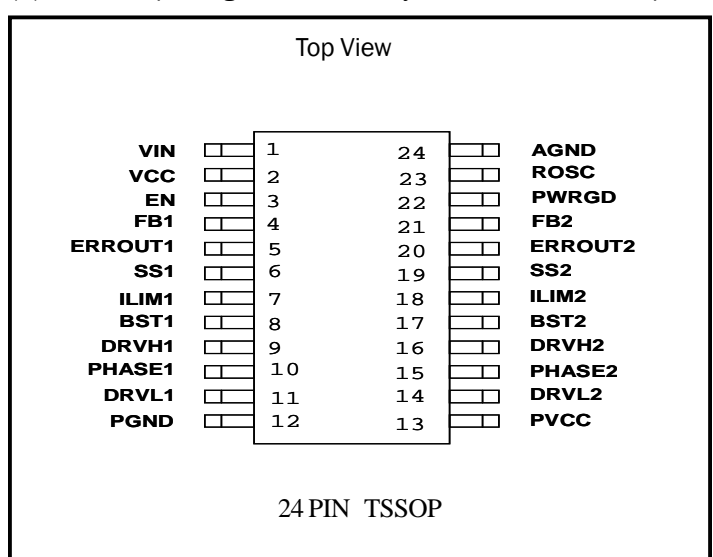 Top View
VIN 1 24 AGND
VCC 2 23 ROSC
EN 3 22 PWRGD
FB1 4 21 FB2
ERROUT1 5 20 ERROUT2
SS1 6 19 SS2
ILIM1 7 18 ILIM2
BST1 8 17 BST2
DRVH1 9 16 DRVH2
PHASE1 10 15 PHASE2
DRVL1 11 14 DRVL2
PGND 12 13 PVCC
24 PIN TSSOP